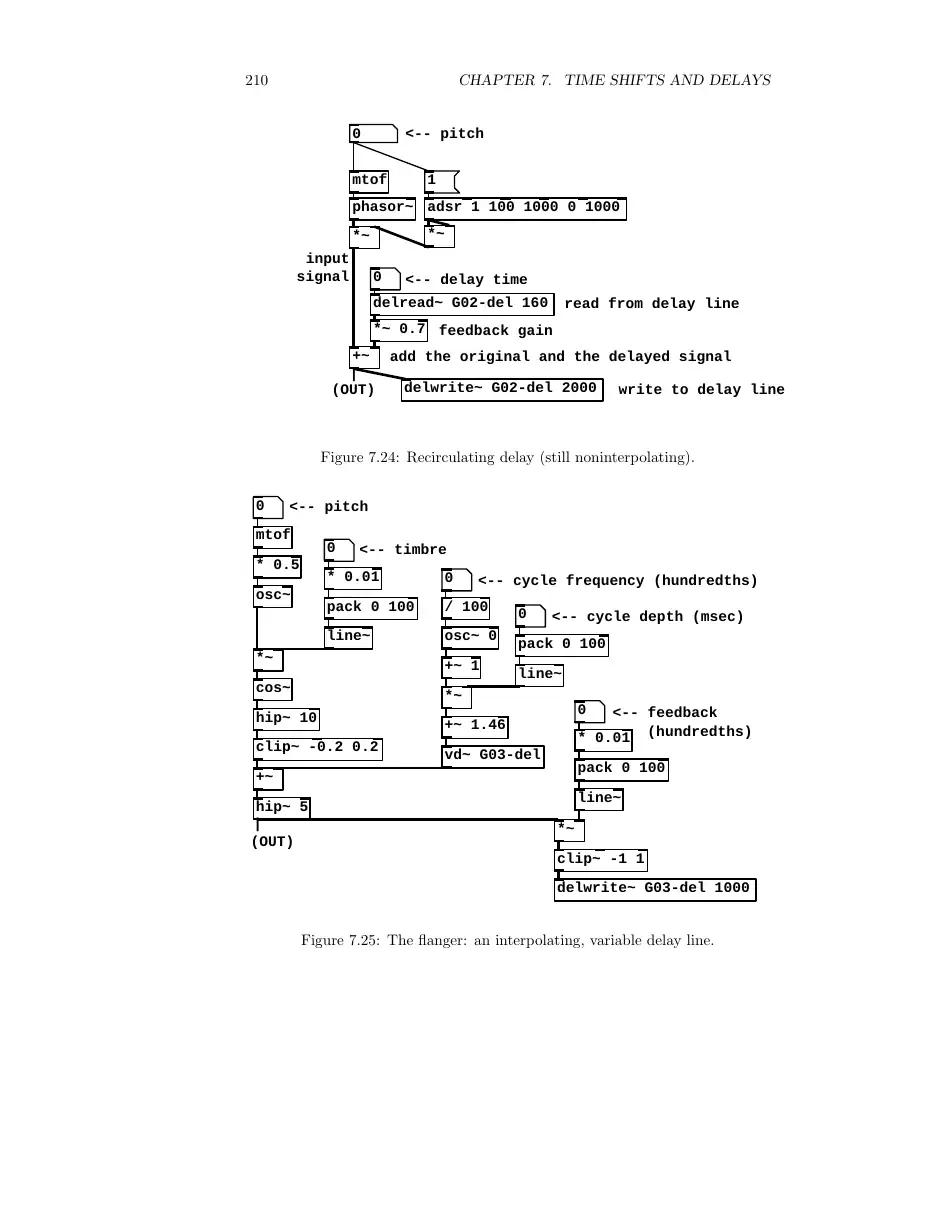 210 CHAPTER 7. TIME SHIFTS AND DELAYS
0 <-- pitch
mtof 1
phasor~ adsr 1 100 1000 0 1000
*~ *~
input
signal
0 <-- delay time
delread~ G02-del 160 read from delay line
*~ 0.7 feedback gain
+~ add the original and the delayed signal
(OUT) delwrite~ G02-del 2000 write to delay line
Figure 7.24: Recirculating delay (still noninterpolating).
0 <-- pitch
mtof
0 <-- timbre
* 0.5
* 0.01
0 <-- cycle frequency (hundredths)
osc~
pack 0 100
/ 100
0 <-- cycle depth (msec)
line~
osc~ 0
pack 0 100
*~
+~ 1
line~
cos~
*~
0 <-- feedback
(hundredths)
hip~ 10
+~ 1.46
* 0.01
clip~ -0.2 0.2
vd~ G03-del
pack 0 100
+~
line~
hip~ 5
*~
(OUT)
clip~ -1 1
delwrite~ G03-del 1000
Figure 7.25: The flanger: an interpolating, variable delay line.